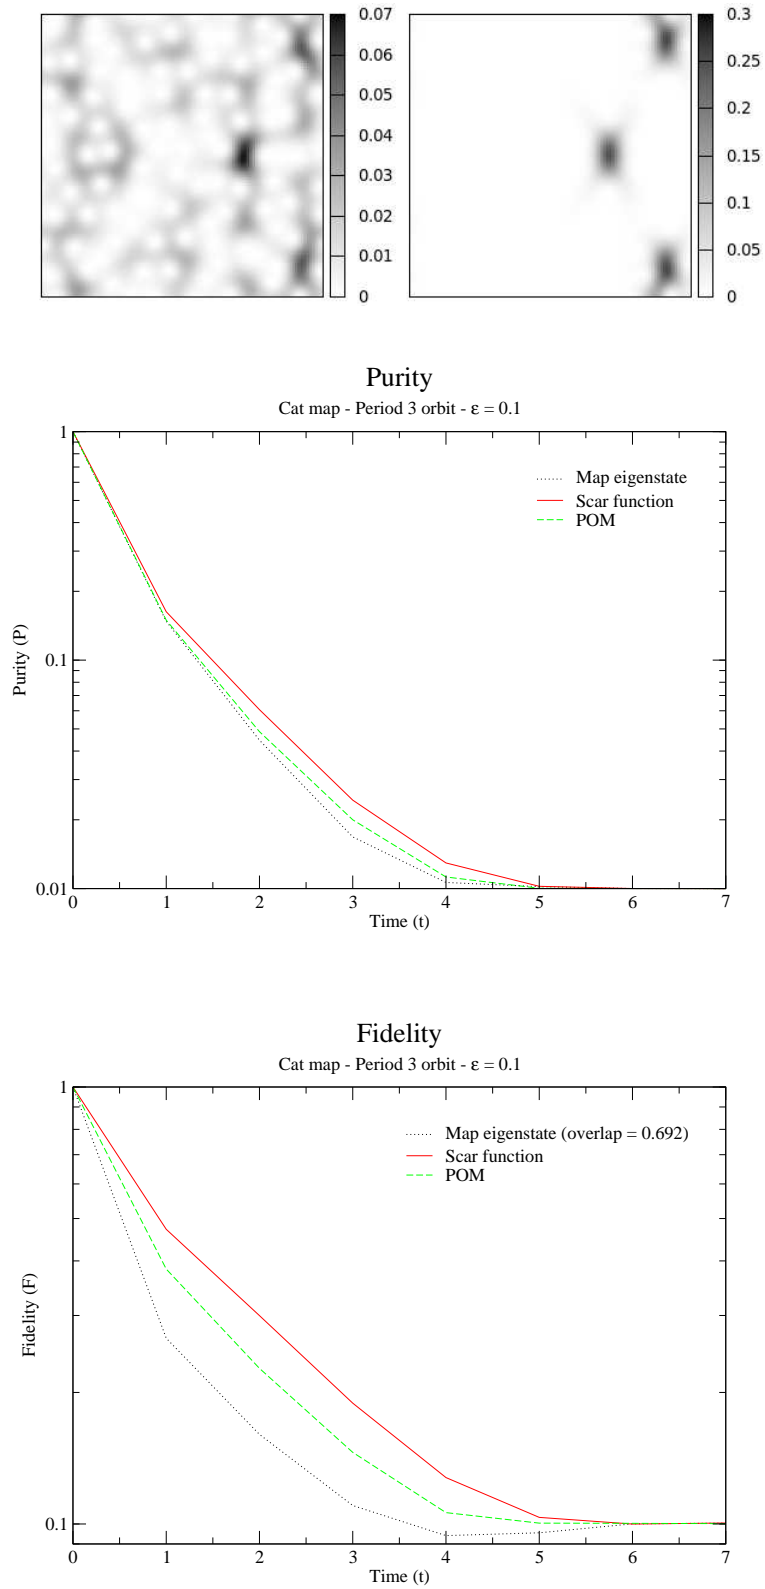 0.07
0.06
0.05
0.04
0.03
0.02
0.01
0
0.3
0.25
0.2
0.15
0.1
0.05
0
Purity
Cat map - Period 3 orbit - ε = 0.1
1
0.1
0.01
Purity (P)
Map eigenstate
Scar function
POM
0 1 2 3 4 5 6 7
Time (t)
Fidelity
Cat map - Period 3 orbit - ε = 0.1
1
0.1
Fidelity (F)
Map eigenstate (overlap = 0.692)
Scar function
POM
0 1 2 3 4 5 6 7
Time (t)